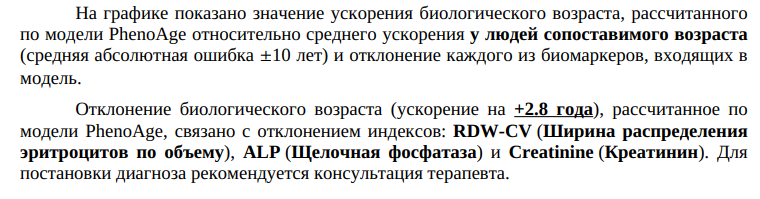 На графике показано значение ускорения биологического возраста, рассчитанного
по модели PhenoAge относительно среднего ускорения у людей сопоставимого возраста
(средняя абсолютная ошибка ±10 лет) и отклонение каждого из биомаркеров, входящих в
модель.
Отклонение биологического возраста (ускорение на +2.8 года), рассчитанное по
модели PhenoAge, связано с отклонением индексов: RDW-CV (Ширина распределения
эритроцитов по объему), ALP (Щелочная фосфатаза) и Creatinine (Креатинин). Для
постановки диагноза рекомендуется консультация терапевта.